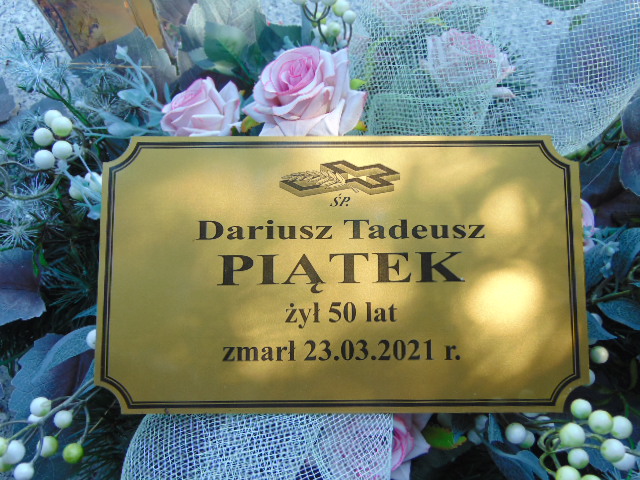 ŚP.
Dariusz Tadeusz
PIĄTEK
żył 50 lat
zmarł 23.03.2021 r.